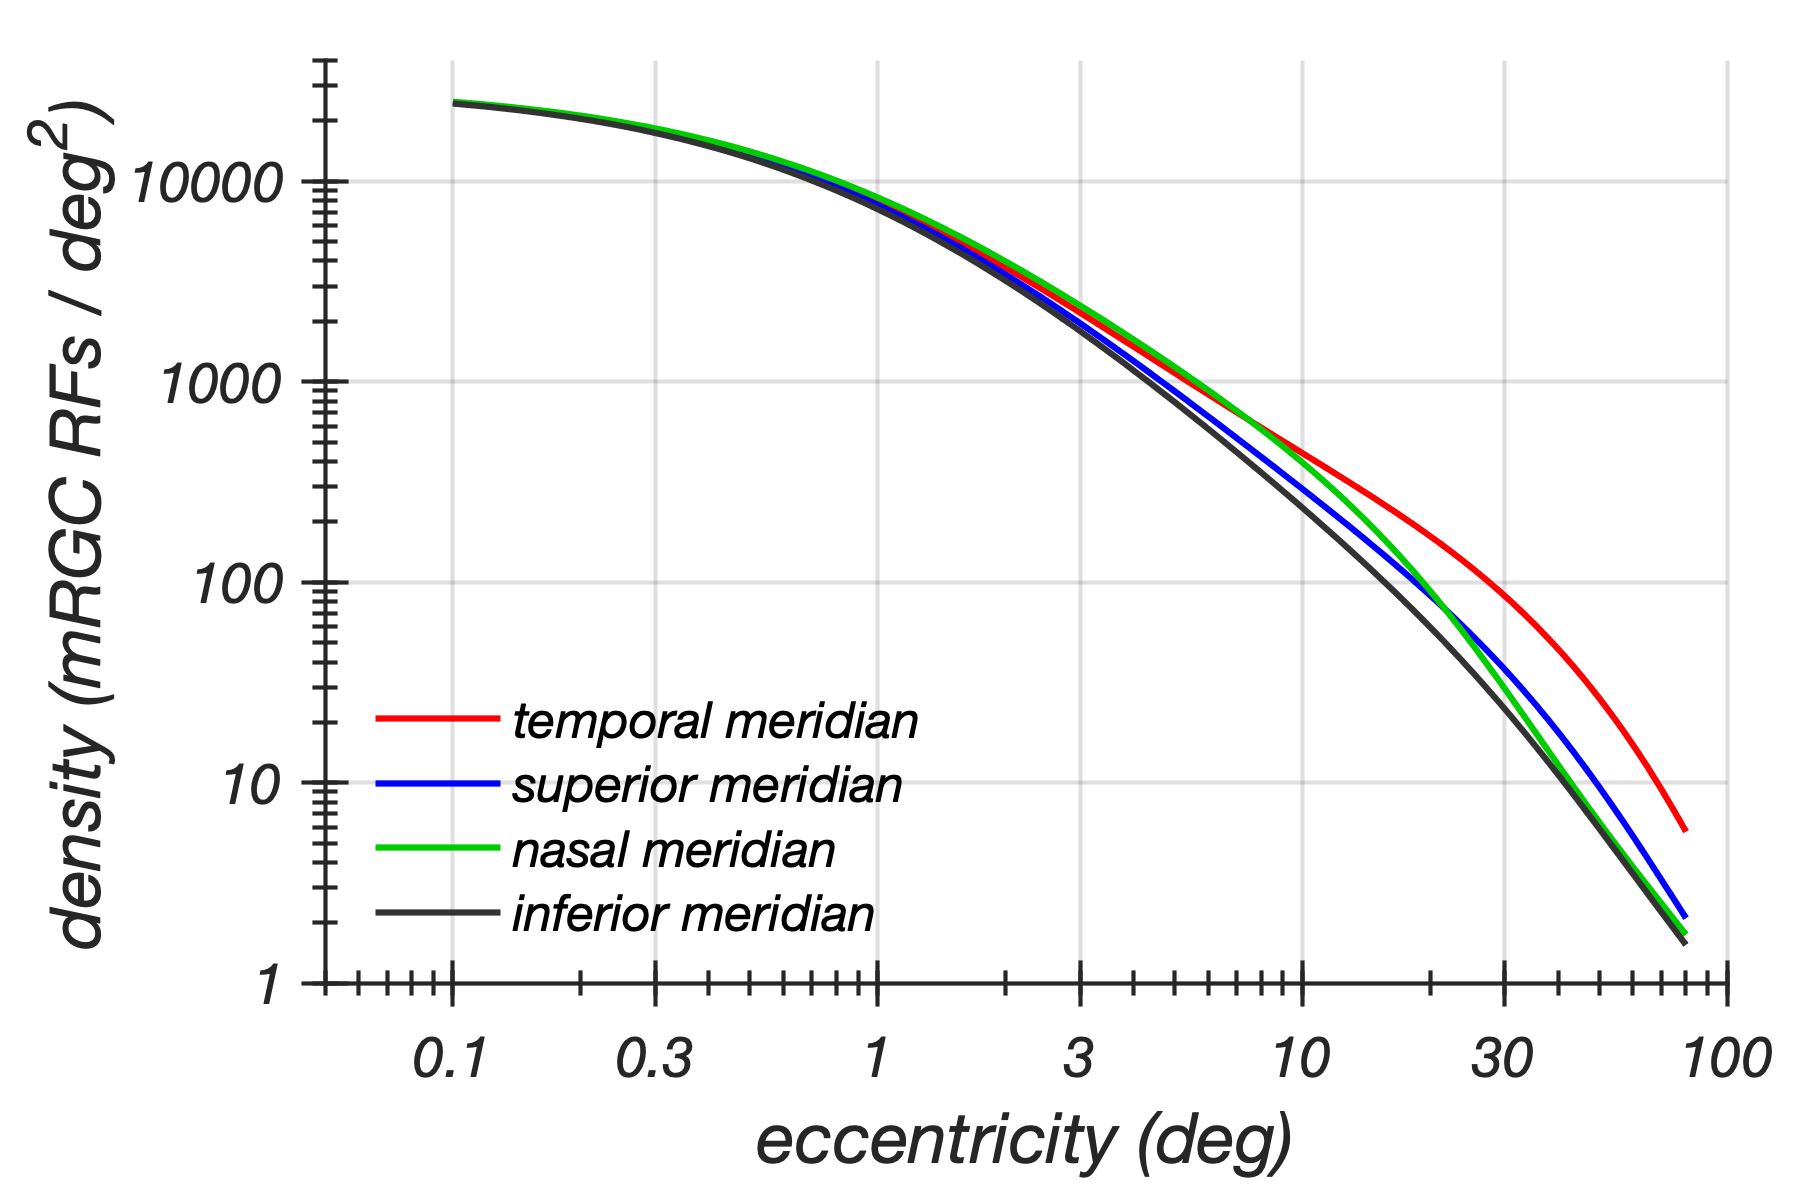 density (mRGC RFs / deg²)
10000
1000
100
10
1
temporal meridian
superior meridian
nasal meridian
inferior meridian
0.1 0.3 1 3 10 30 100
eccentricity (deg)